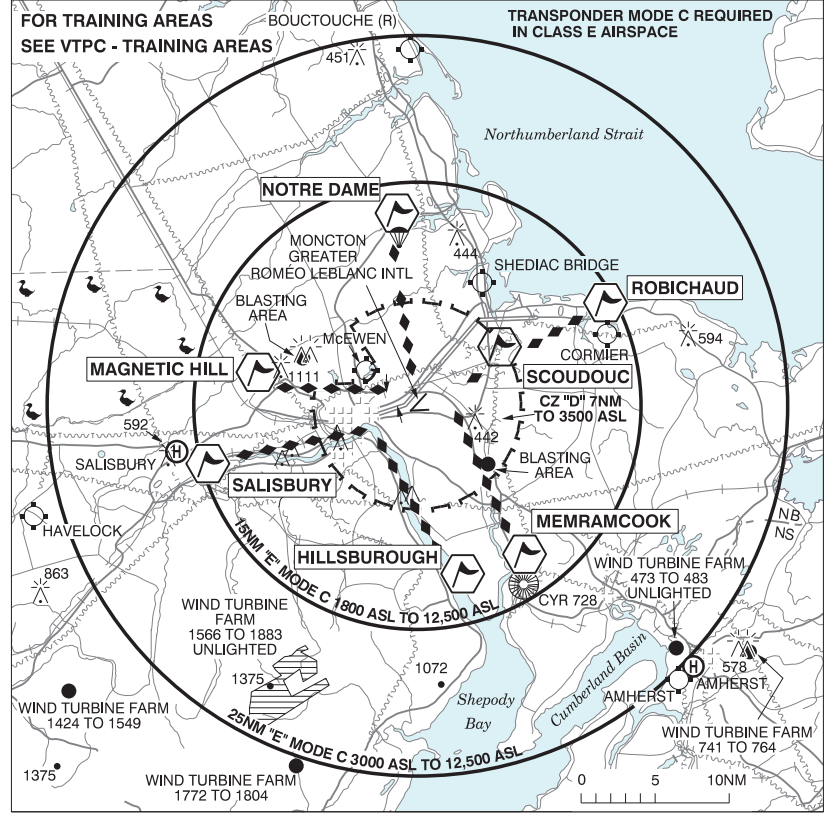 FOR TRAINING AREAS
SEE VTPC - TRAINING AREAS
BOUCTOUCHE (R)
451
TRANSPONDER MODE C REQUIRED
IN CLASS E AIRSPACE
Northumberland Strait
NOTRE DAME
MONCTON
GREATER
ROMÉO LEBLANC INTL
444
SHEDIAC BRIDGE
ROBICHAUD
BLASTING
AREA
McEWEN
CORMIER
594
MAGNETIC HILL
1111
SCOUDOUC
CZ "D" 7NM
TO 3500 ASL
592
442
H
SALISBURY
BLASTING
AREA
SALISBURY
MEMRAMCOOK
HAVELOCK
HILLSBUROUGH
NB
NS
15NM "E" MODE C 1800 ASL TO 12,500 ASL
WIND TURBINE FARM
473 TO 483
UNLIGHTED
863
CYR 728
WIND TURBINE
FARM
1566 TO 1883
UNLIGHTED
1375
1072
Cumberland Basin
H
578
AMHERST
AMHERST
Shepody
Bay
WIND TURBINE FARM
1424 TO 1549
25NM "E" MODE C 3000 ASL TO 12,500 ASL
WIND TURBINE FARM
741 TO 764
1375
WIND TURBINE FARM
1772 TO 1804
0 5 10NM